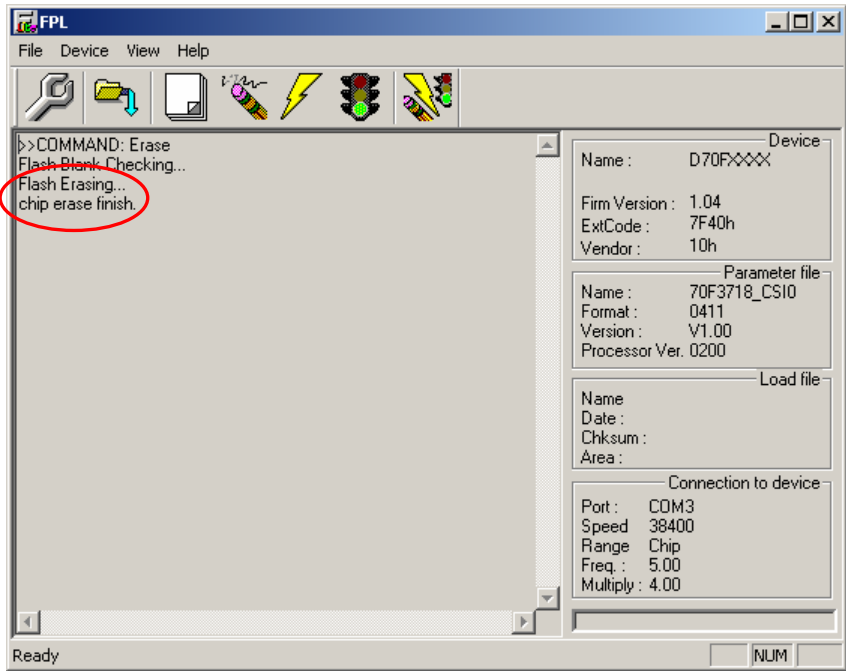 FPL
File Device View Help
>>COMMAND: Erase
Flash Blank Checking...
Flash Erasing...
chip erase finish.
Device
Name : D70FXXXX
Firm Version : 1.04
ExtCode : 7F40h
Vendor : 10h
Parameter file
Name : 70F3718_CSI0
Format : 0411
Version : V1.00
Processor Ver. 0200
Load file
Name
Date :
Chksum :
Area :
Connection to device
Port : COM3
Speed 38400
Range Chip
Freq. : 5.00
Multiply : 4.00
Ready NUM